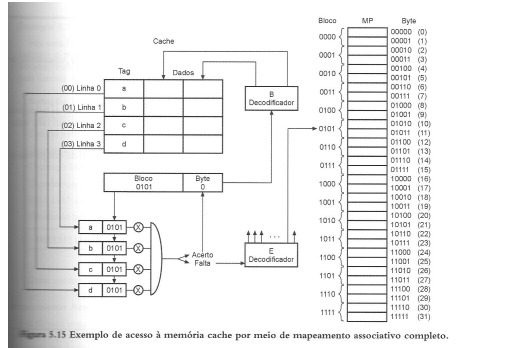 Cache
Tag
Dados
(00) Linha 0
a
(01) Linha 1
b
(02) Linha 2
c
(03) Linha 3
d
B
Decodificador
Bloco
0101
Byte
0
a 0101 X
b 0101 X
c 0101 X
d 0101 X
Acerto
Falta
E
Decodificador
Bloco MP Byte
0000
00000 (0)
00001 (1)
0001
00010 (2)
00011 (3)
0010
00100 (4)
00101 (5)
0011
00110 (6)
00111 (7)
0100
01000 (8)
01001 (9)
0101
01010 (10)
01011 (11)
0110
01100 (12)
01101 (13)
0111
01110 (14)
01111 (15)
1000
10000 (16)
10001 (17)
1001
10010 (18)
10011 (19)
1010
10100 (20)
10101 (21)
1011
10110 (22)
10111 (23)
1100
11000 (24)
11001 (25)
1101
11010 (26)
11011 (27)
1110
11100 (28)
11101 (29)
1111
11110 (30)
11111 (31)
Figura 5.15 Exemplo de acesso à memória cache por meio de mapeamento associativo completo.